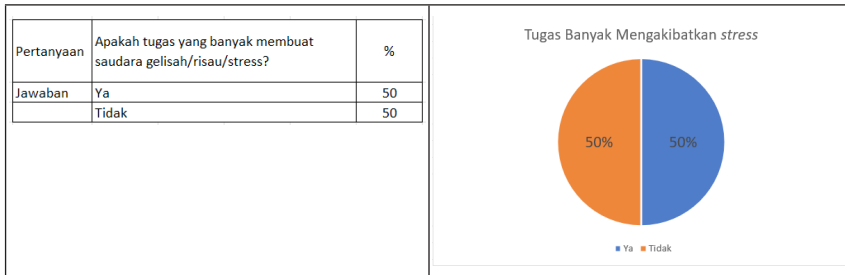 Pertanyaan
Apakah tugas yang banyak membuat
saudara gelisah/risau/stress?
%
Jawaban
Ya
50
Tidak
50
Tugas Banyak Mengakibatkan stress
50%
50%
Ya
Tidak